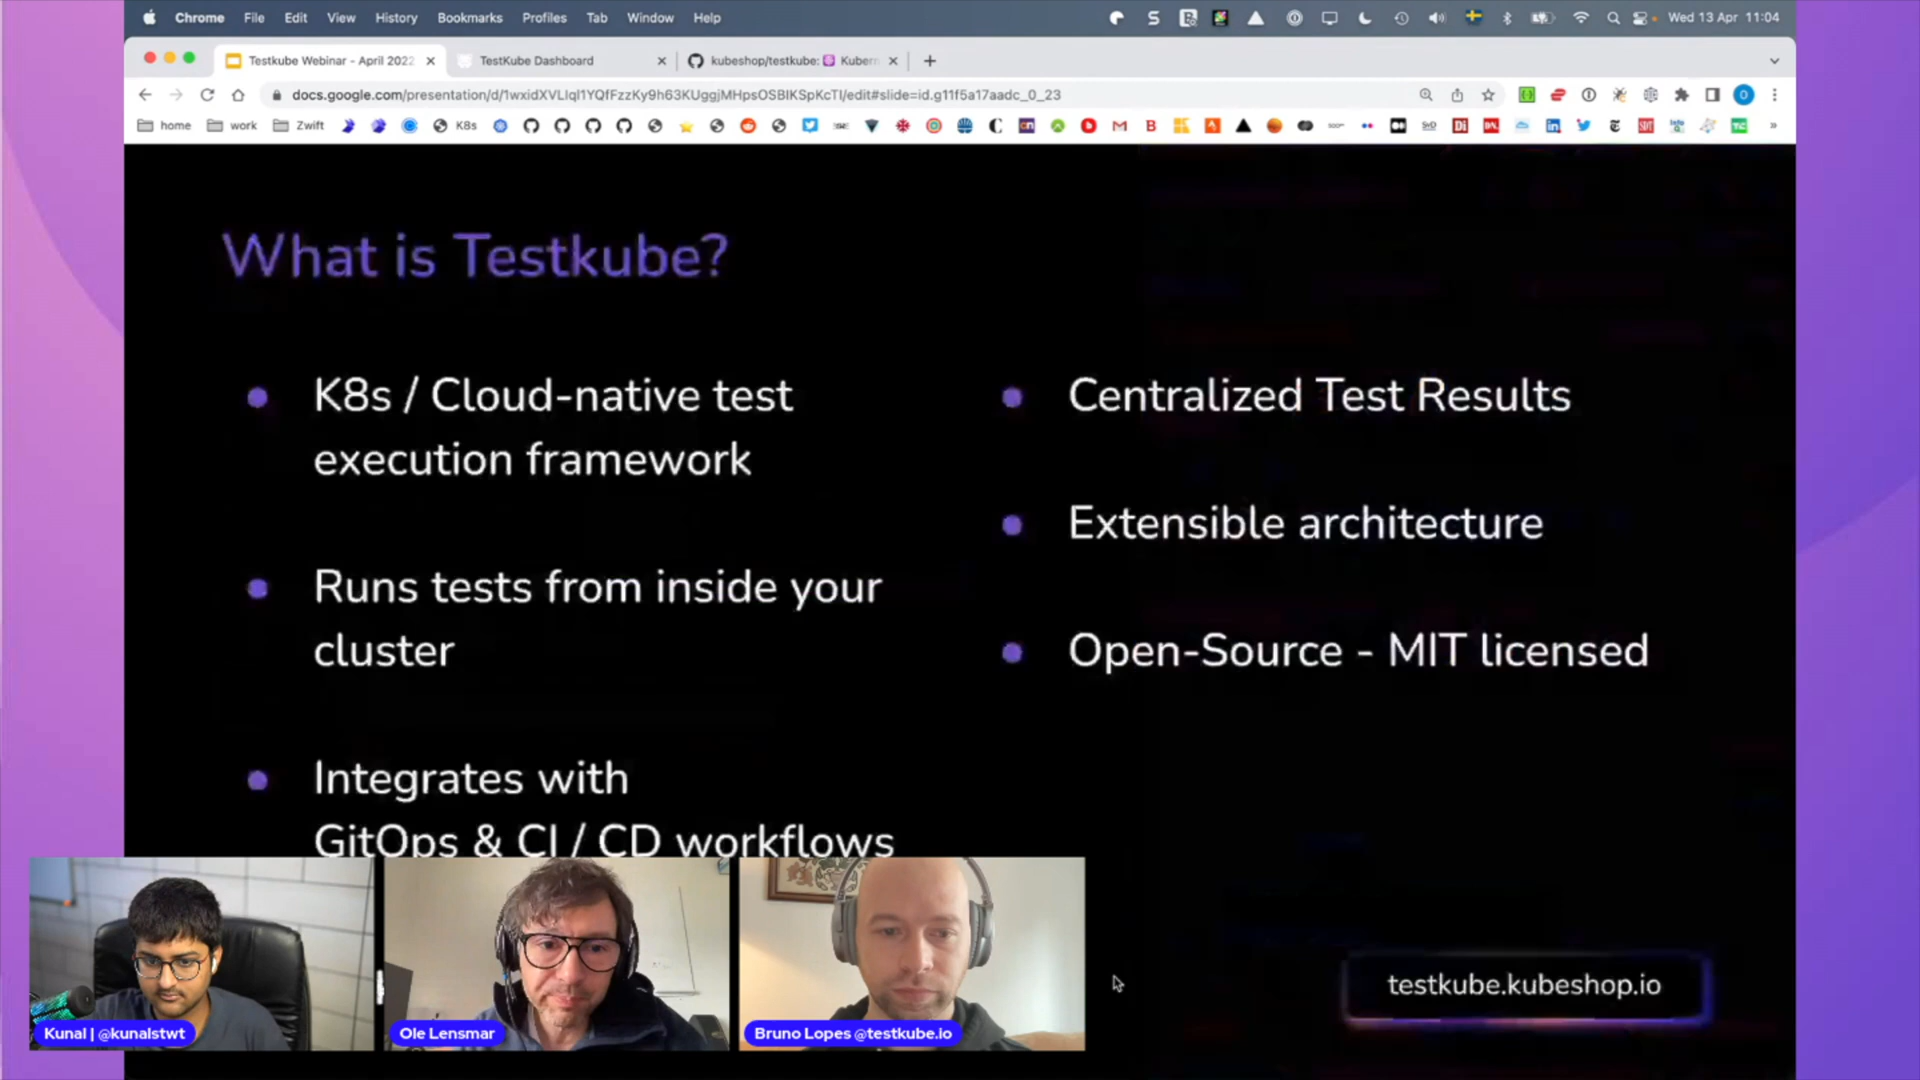 Chrome File Edit View History Bookmarks Profiles Tab Window Help
Wed 13 Apr 11:04
Testkube Webinar - April 2022
TestKube Dashboard
kubeshop/testkube: Kubern
docs.google.com/presentation/d/1wxidXVLIql1YQfFzzKy9h63KUggjMHpsOSBlKSpKcTI/edit#slide=id.g11f5a17aadc_0_23
home work Zwift K8s
What is Testkube?
K8s / Cloud-native test
execution framework
Runs tests from inside your
cluster
Integrates with
GitOps & CI / CD workflows
Centralized Test Results
Extensible architecture
Open-Source - MIT licensed
testkube.kubeshop.io
Kunal | @kunalstwt
Ole Lensmar
Bruno Lopes @testkube.io